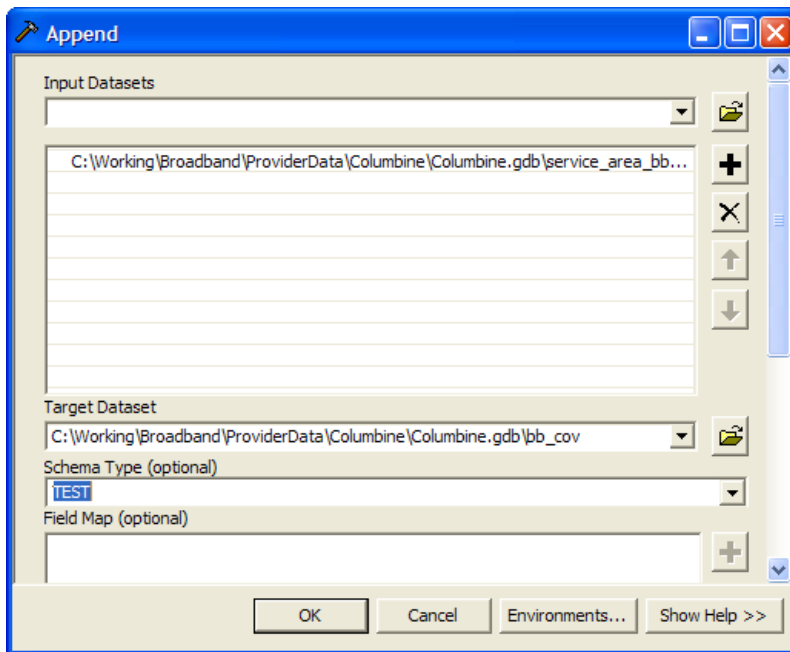 Append
Input Datasets
C:\Working\Broadband\ProviderData\Columbine\Columbine.gdb\service_area_bb...
Target Dataset
C:\Working\Broadband\ProviderData\Columbine\Columbine.gdb\bb_cov
Schema Type (optional)
TEST
Field Map (optional)
OK Cancel Environments... Show Help >>